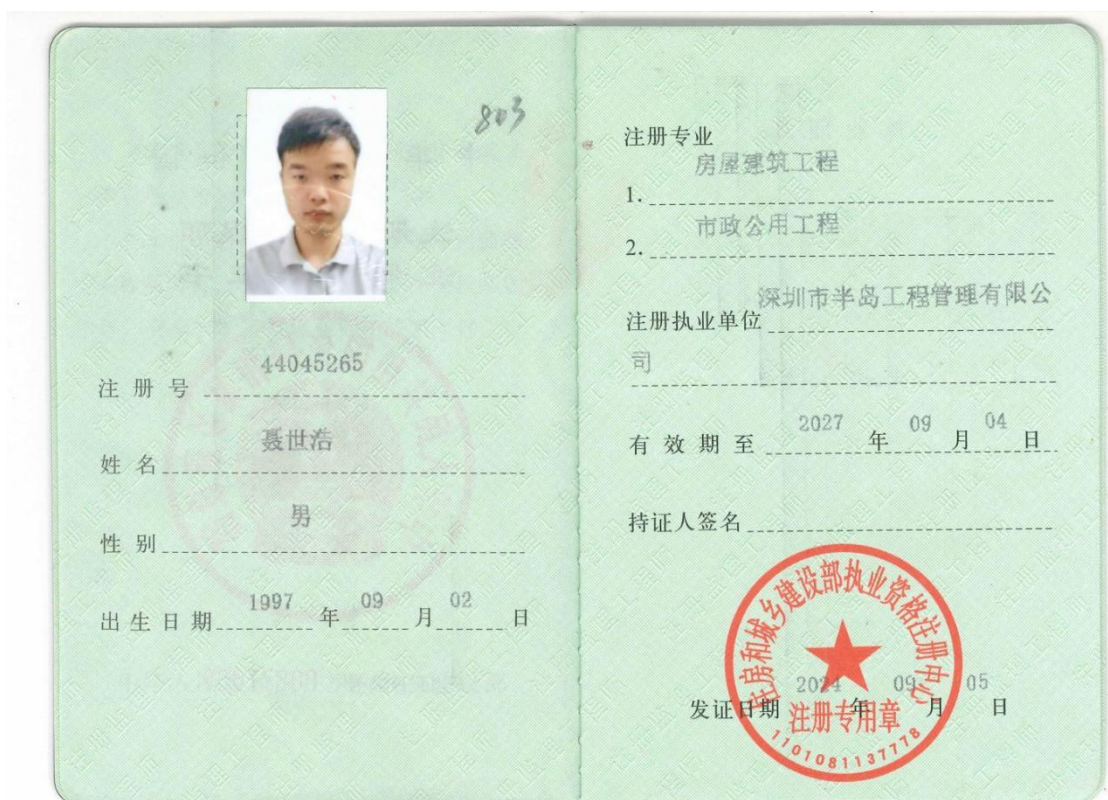 803
注册号 44045265
姓名 聂世浩
性别 男
出生日期 1997 年 09 月 02 日
注册专业
1. 房屋建筑工程
2. 市政公用工程
注册执业单位 深圳市半岛工程管理有限公
司
有效期至 2027 年 09 月 04 日
持证人签名
住房和城乡建设部执业资格注册中心
发证日期 2024 年 09 月 05 日
注册专用章
1101081137778